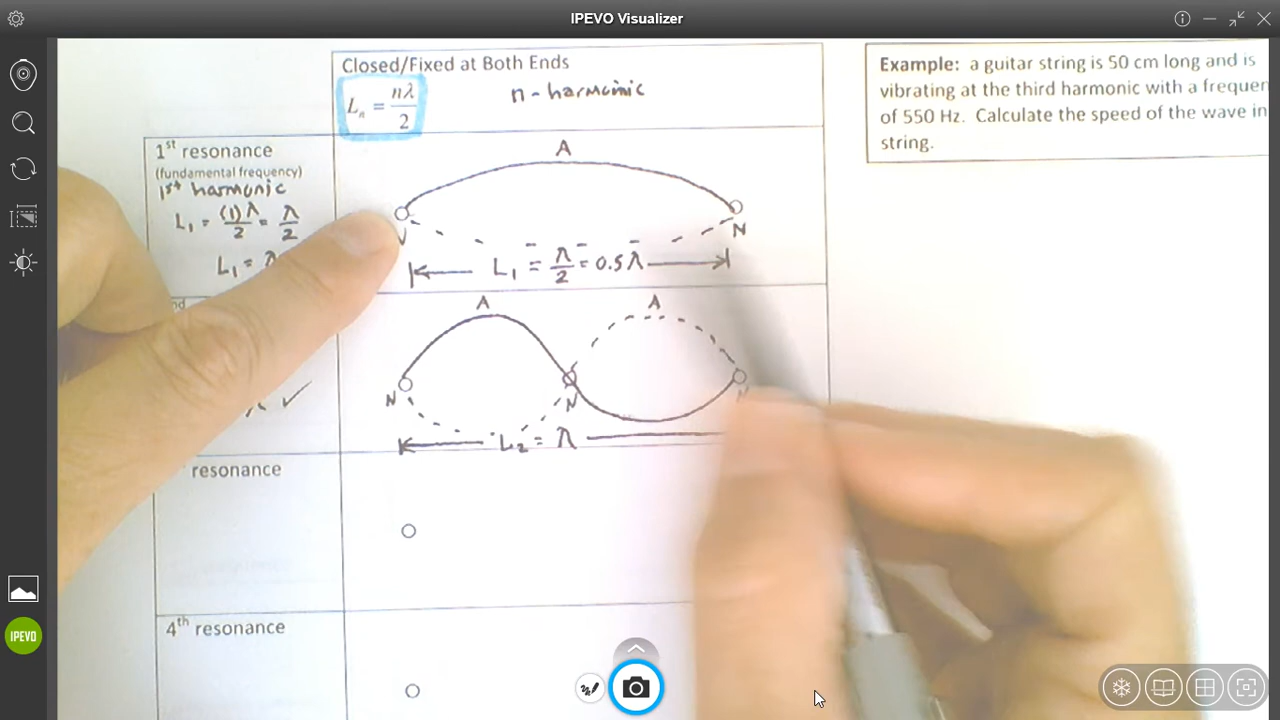 IPEVO Visualizer
Closed/Fixed at Both Ends
Lₙ = nλ/2
n - harmonic
Example: a guitar string is 50 cm long and is
vibrating at the third harmonic with a
of 550 Hz. Calculate the speed of the wave in
string.
1st resonance
(fundamental frequency)
1st harmonic
L₁ = (1)λ/2 = λ/2
L₁ =
A
N
L₁ = λ/2 = 0.5λ
A
A
N
N
L₂ = λ
resonance
4th resonance
IPEVO